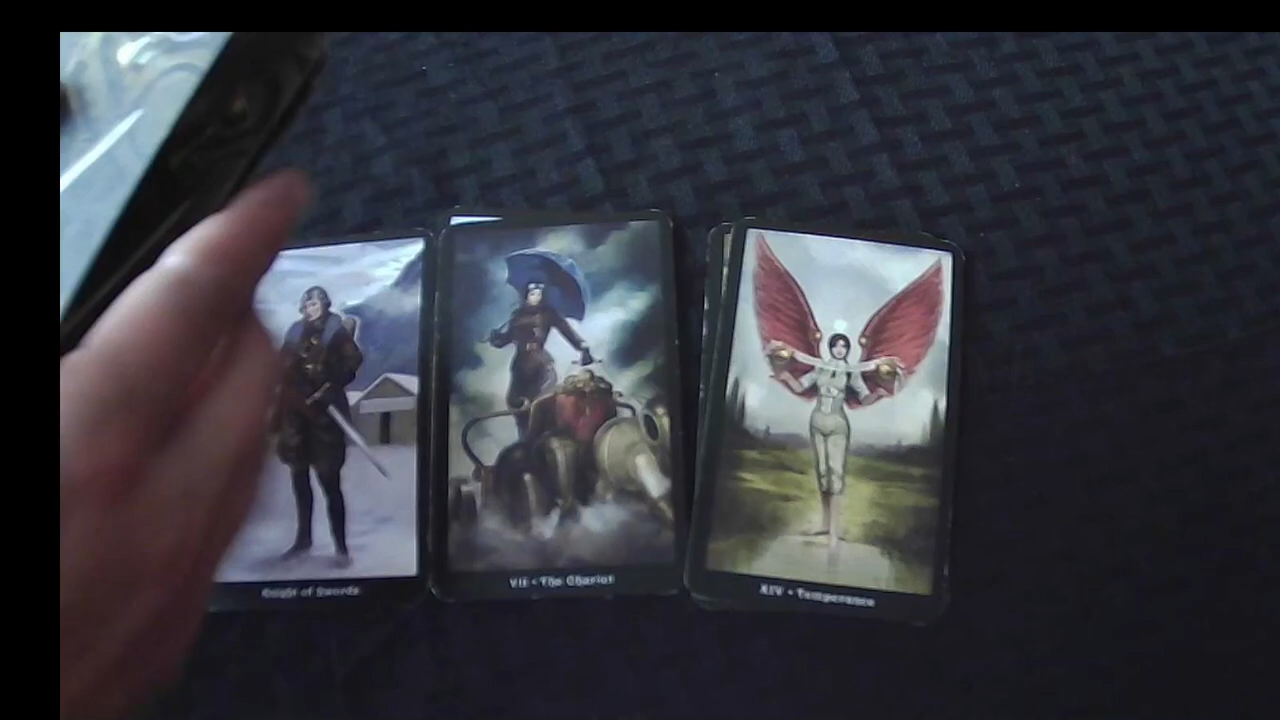 Knight of Swords
VII • The Chariot
XIV • Temperance